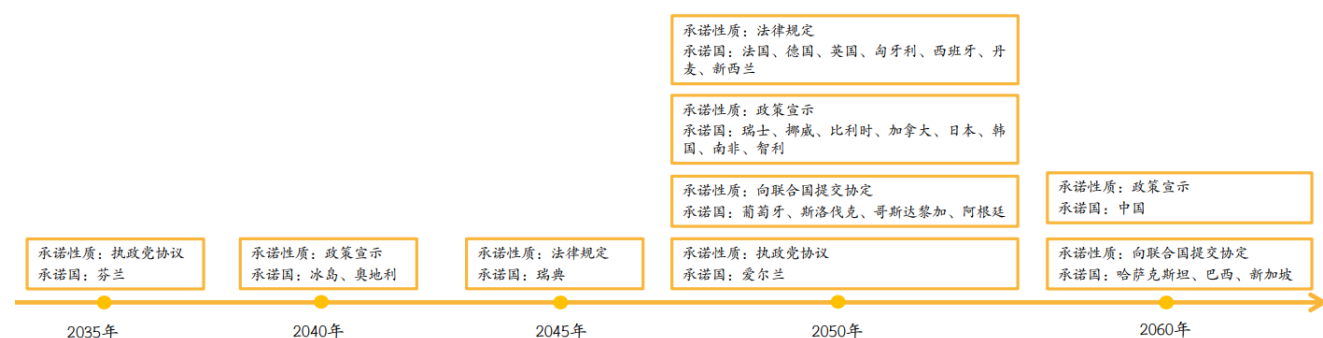 承诺性质：法律规定
承诺国：法国、德国、英国、匈牙利、西班牙、丹
麦、新西兰
承诺性质：政策宣示
承诺国：瑞士、挪威、比利时、加拿大、日本、韩
国、南非、智利
承诺性质：向联合国提交协定
承诺国：葡萄牙、斯洛伐克、哥斯达黎加、阿根廷
承诺性质：政策宣示
承诺国：中国
承诺性质：执政党协议
承诺国：芬兰
承诺性质：政策宣示
承诺国：冰岛、奥地利
承诺性质：法律规定
承诺国：瑞典
承诺性质：执政党协议
承诺国：爱尔兰
承诺性质：向联合国提交协定
承诺国：哈萨克斯坦、巴西、新加坡
2035年
2040年
2045年
2050年
2060年